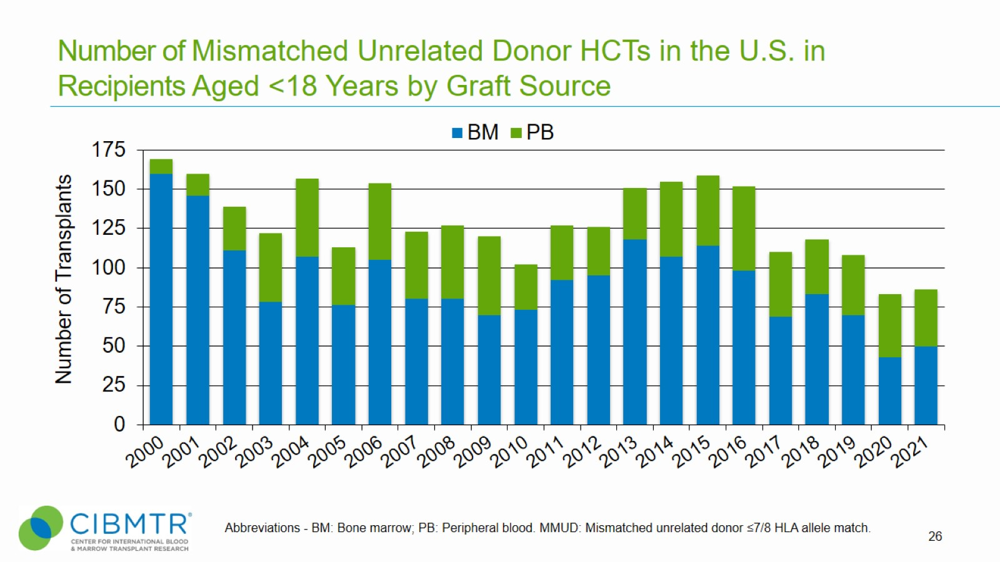 Number of Mismatched Unrelated Donor HCTs in the U.S. in
Recipients Aged <18 Years by Graft Source
BM PB
Number of Transplants
175
150
125
100
75
50
25
0
2000 2001 2002 2003 2004 2005 2006 2007 2008 2009 2010 2011 2012 2013 2014 2015 2016 2017 2018 2019 2020 2021
CIBMTR®
CENTER FOR INTERNATIONAL BLOOD
& MARROW TRANSPLANT RESEARCH
Abbreviations - BM: Bone marrow; PB: Peripheral blood. MMUD: Mismatched unrelated donor ≤7/8 HLA allele match.
26